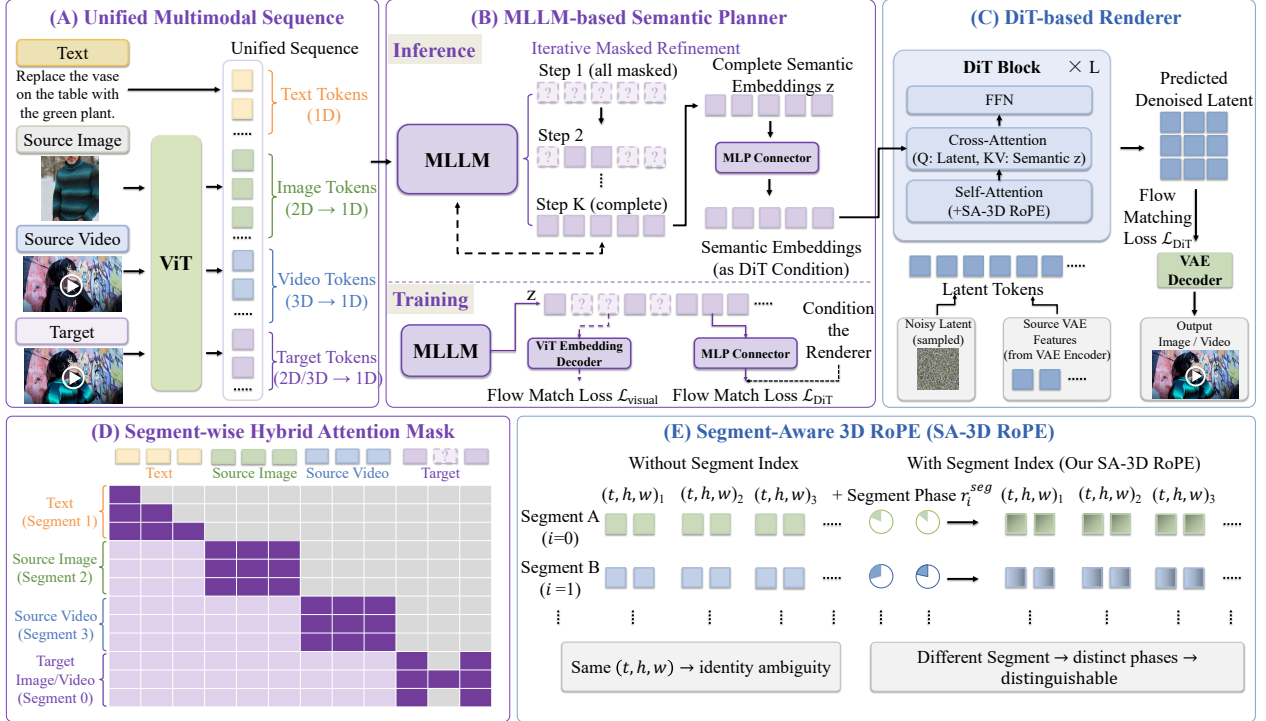 (A) Unified Multimodal Sequence
Text
Replace the vase
on the table with
the green plant.
Source Image
Source Video
Target
ViT
Unified Sequence
Text Tokens
(1D)
Image Tokens
(2D → 1D)
Video Tokens
(3D → 1D)
Target Tokens
(2D/3D → 1D)
(B) MLLM-based Semantic Planner
Inference
Iterative Masked Refinement
MLLM
Step 1 (all masked)
? ? ? ? ?
Step 2
? ? ?
Step K (complete)
Complete Semantic
Embeddings z
MLP Connector
Semantic Embeddings
(as DiT Condition)
Training
MLLM
z
? ? ?
ViT Embedding
Decoder
MLP Connector
Condition
the
Renderer
Flow Match Loss ℒvisual
Flow Match Loss ℒDiT
(C) DiT-based Renderer
DiT Block × L
FFN
Cross-Attention
(Q: Latent, KV: Semantic z)
Self-Attention
(+SA-3D RoPE)
Predicted
Denoised Latent
Flow
Matching
Loss ℒDiT
VAE
Decoder
Latent Tokens
Noisy Latent
(sampled)
Source VAE
Features
(from VAE Encoder)
Output
Image / Video
(D) Segment-wise Hybrid Attention Mask
?
Text
Source Image
Source Video
Target
Text
(Segment 1)
Source Image
(Segment 2)
Source Video
(Segment 3)
Target
Image/Video
(Segment 0)
(E) Segment-Aware 3D RoPE (SA-3D RoPE)
Without Segment Index
With Segment Index (Our SA-3D RoPE)
(t, h, w)1 (t, h, w)2 (t, h, w)3
+ Segment Phase r_i^seg
(t, h, w)1 (t, h, w)2 (t, h, w)3
Segment A
(i=0)
Segment B
(i =1)
Same (t, h, w) → identity ambiguity
Different Segment → distinct phases →
distinguishable